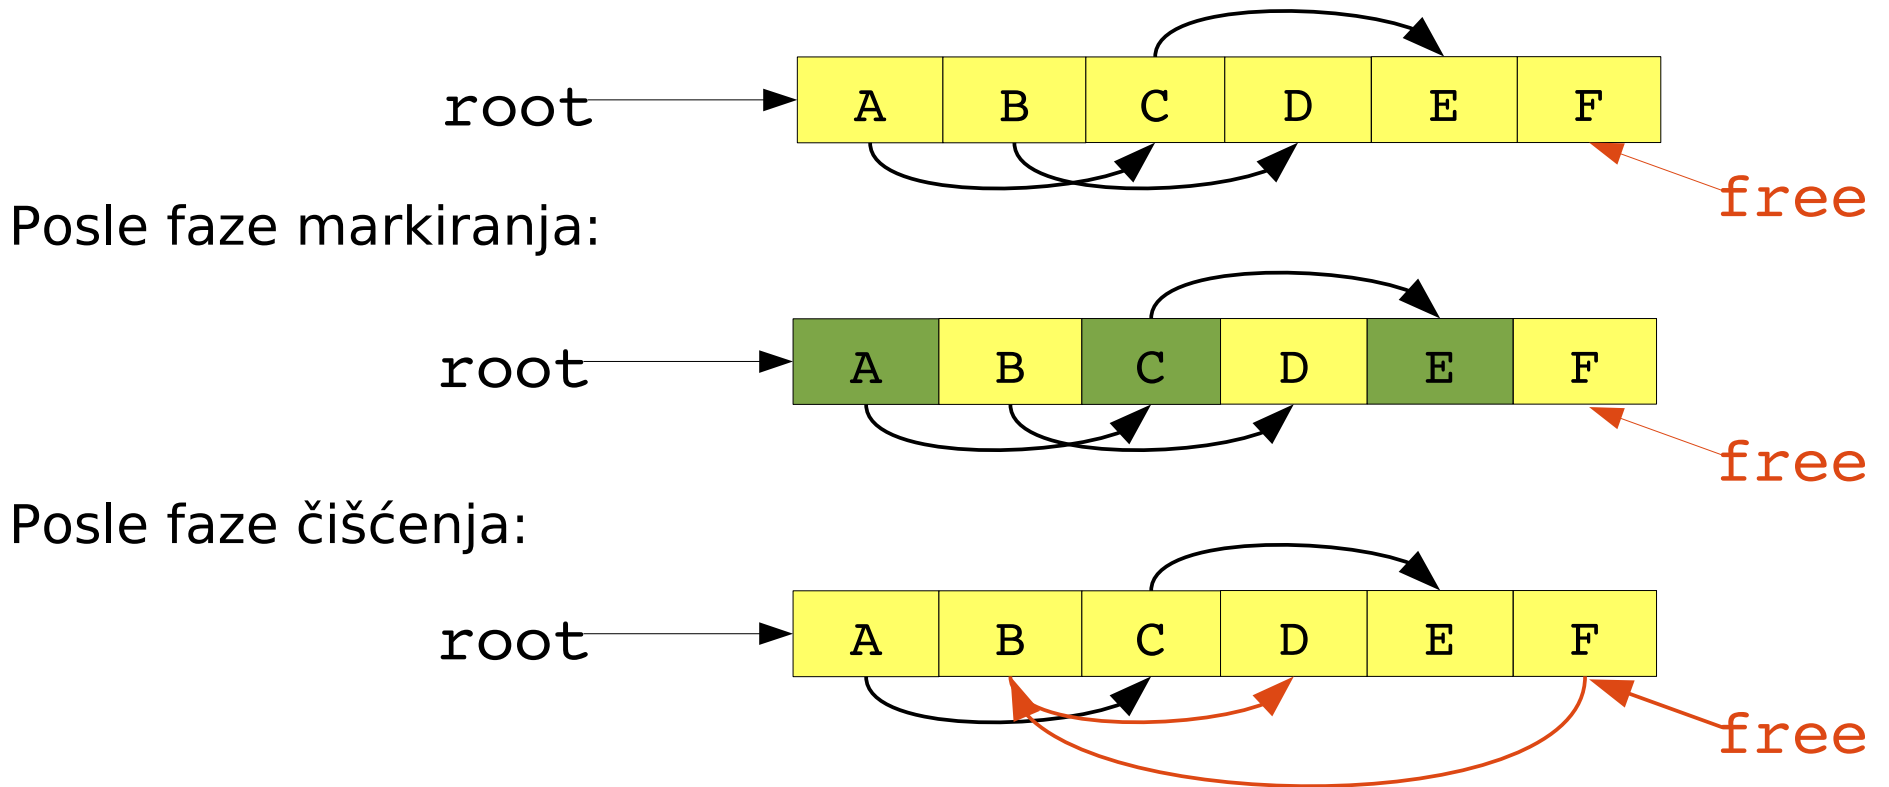 root A B C D E F
free
Posle faze markiranja:
root A B C D E F
free
Posle faze čišćenja:
root A B C D E F
free